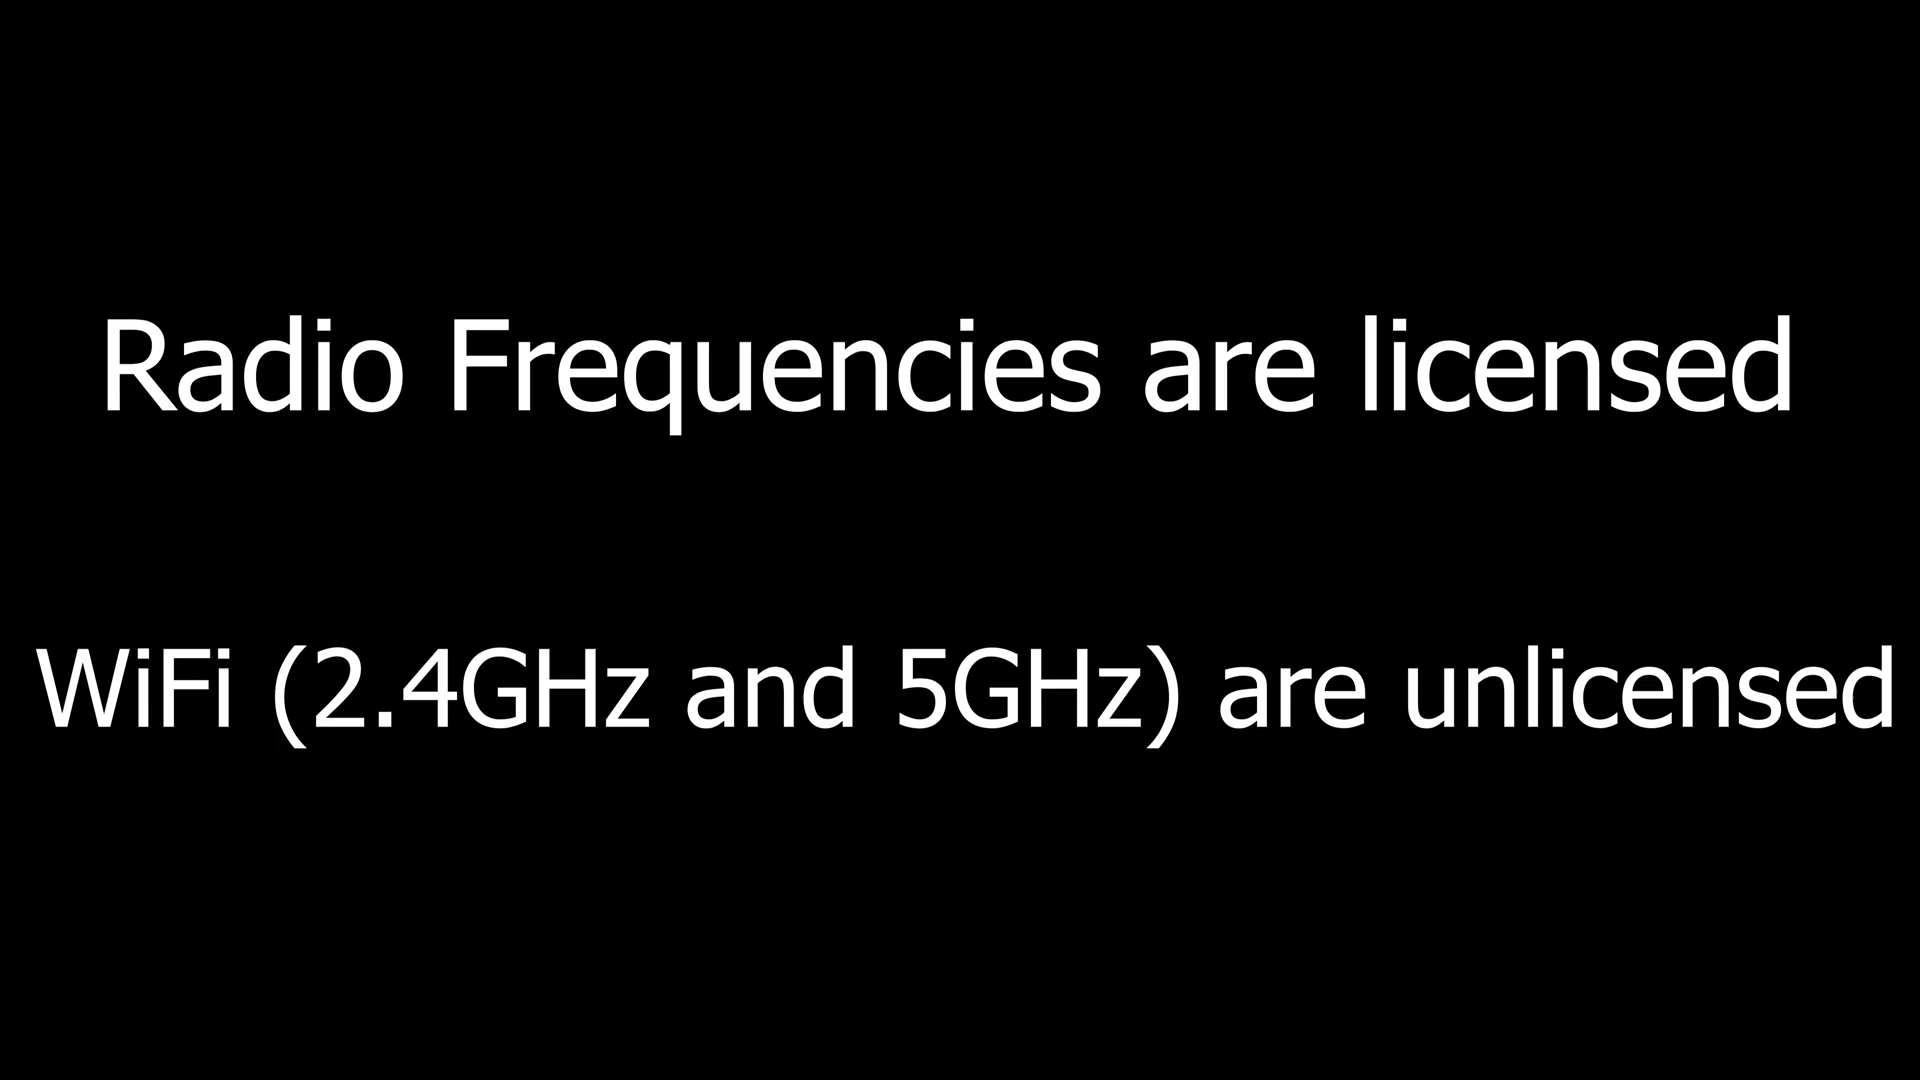 Radio Frequencies are licensed
WiFi (2.4GHz and 5GHz) are unlicensed